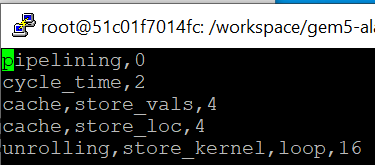 root@51c01f7014fc: /workspace/gem5-ala
pipelining,0
cycle_time,2
cache,store_vals,4
cache,store_loc,4
unrolling,store_kernel,loop,16